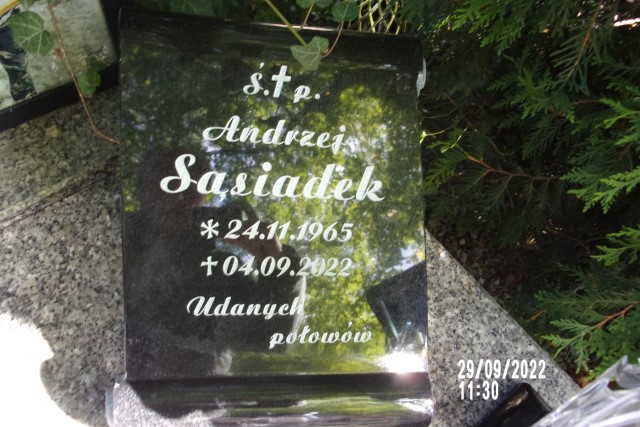 ś.†p.
Andrzej
Sasiadek
* 24.11.1965
† 04.09.2022
Udanych
połowów
29/09/2022
11:30